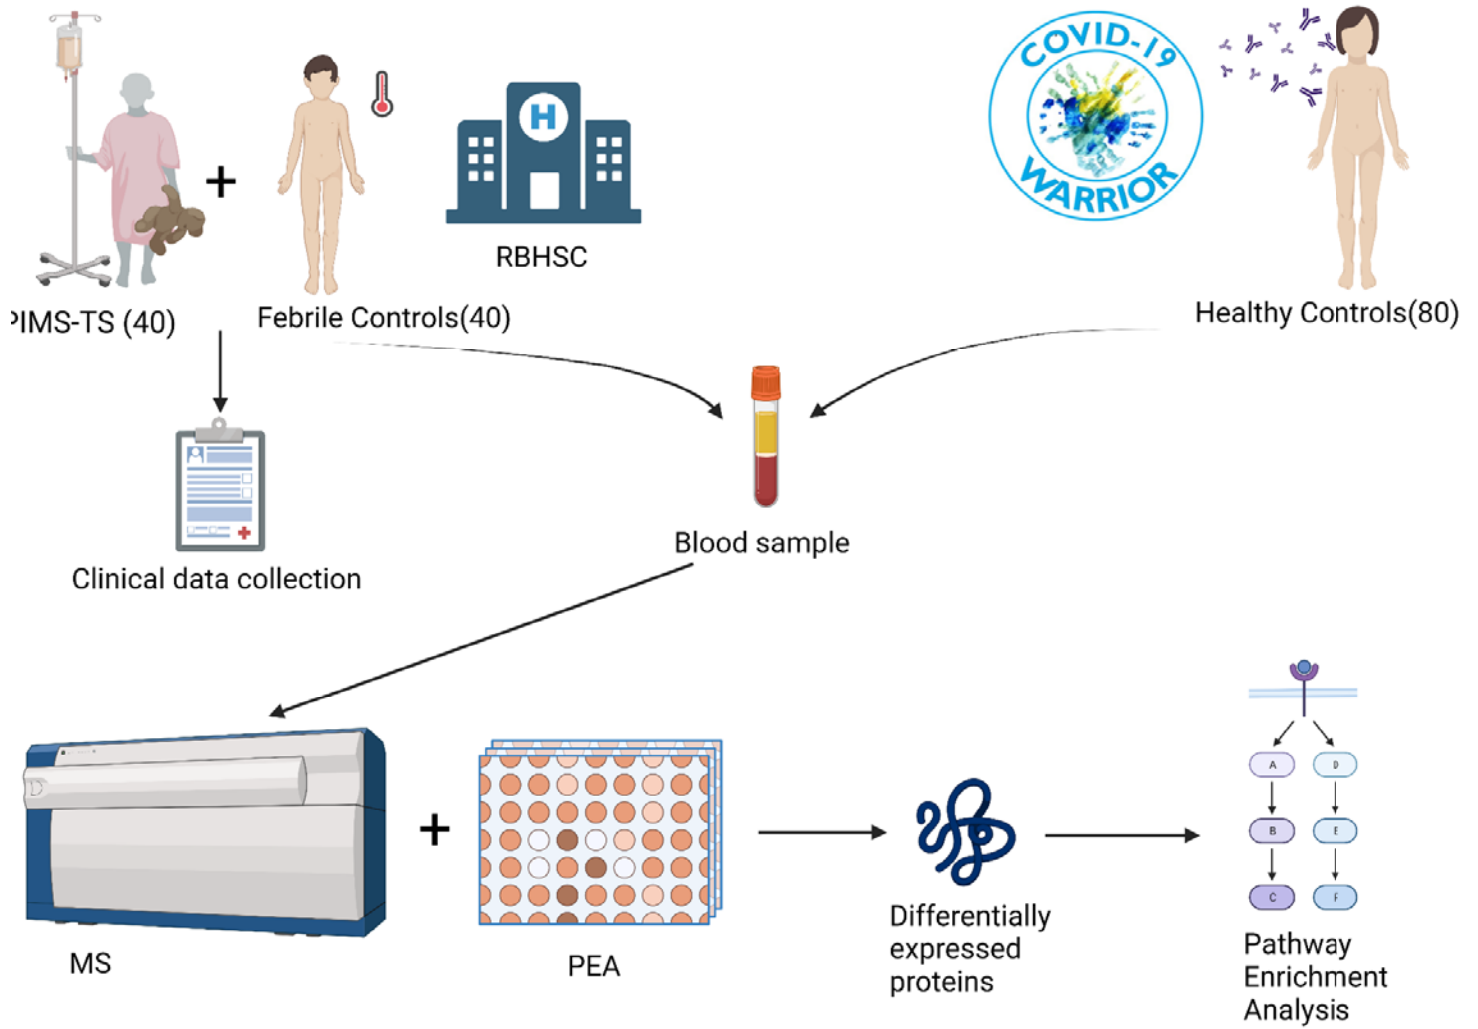 COVID-19
WARRIOR
H
RBHSC
PIMS-TS (40)
+
Febrile Controls(40)
Healthy Controls(80)
Clinical data collection
Blood sample
MS
+
PEA
Differentially
expressed
proteins
A
D
B
E
C
F
Pathway
Enrichment
Analysis